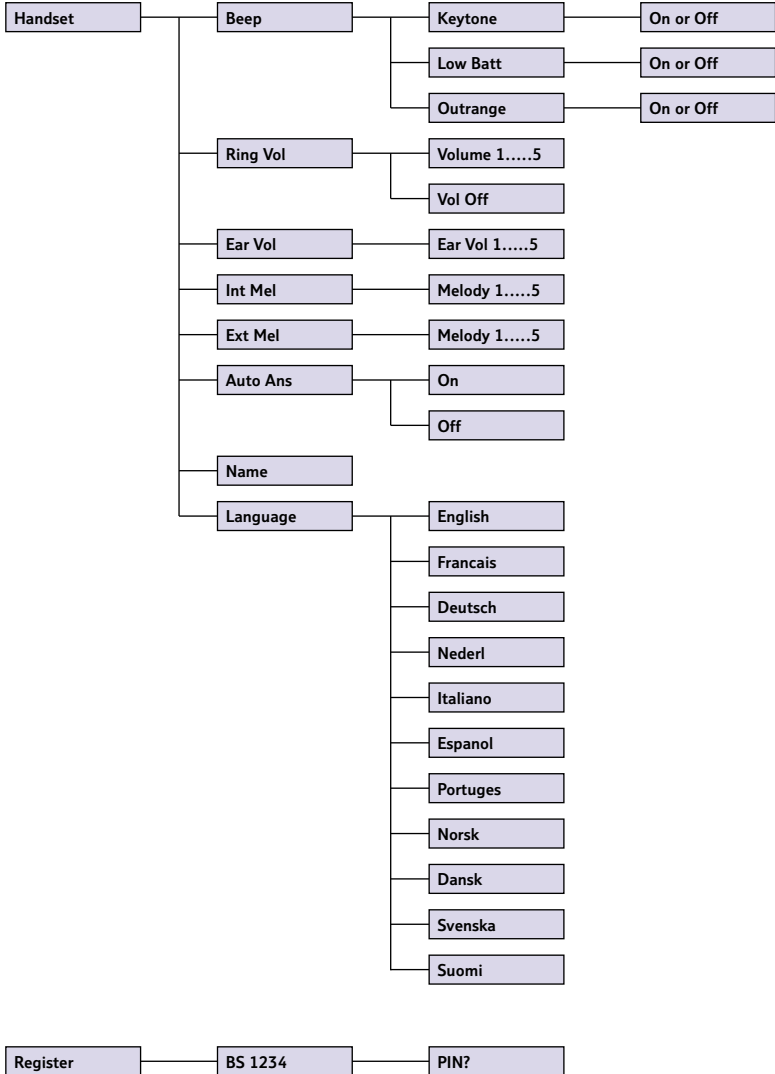 Handset Beep Keytone On or Off
Low Batt On or Off
Outrange On or Off
Ring Vol Volume 1.....5
Vol Off
Ear Vol Ear Vol 1.....5
Int Mel Melody 1.....5
Ext Mel Melody 1.....5
Auto Ans On
Off
Name
Language English
Francais
Deutsch
Nederl
Italiano
Espanol
Portuges
Norsk
Dansk
Svenska
Suomi
Register BS 1234 PIN?